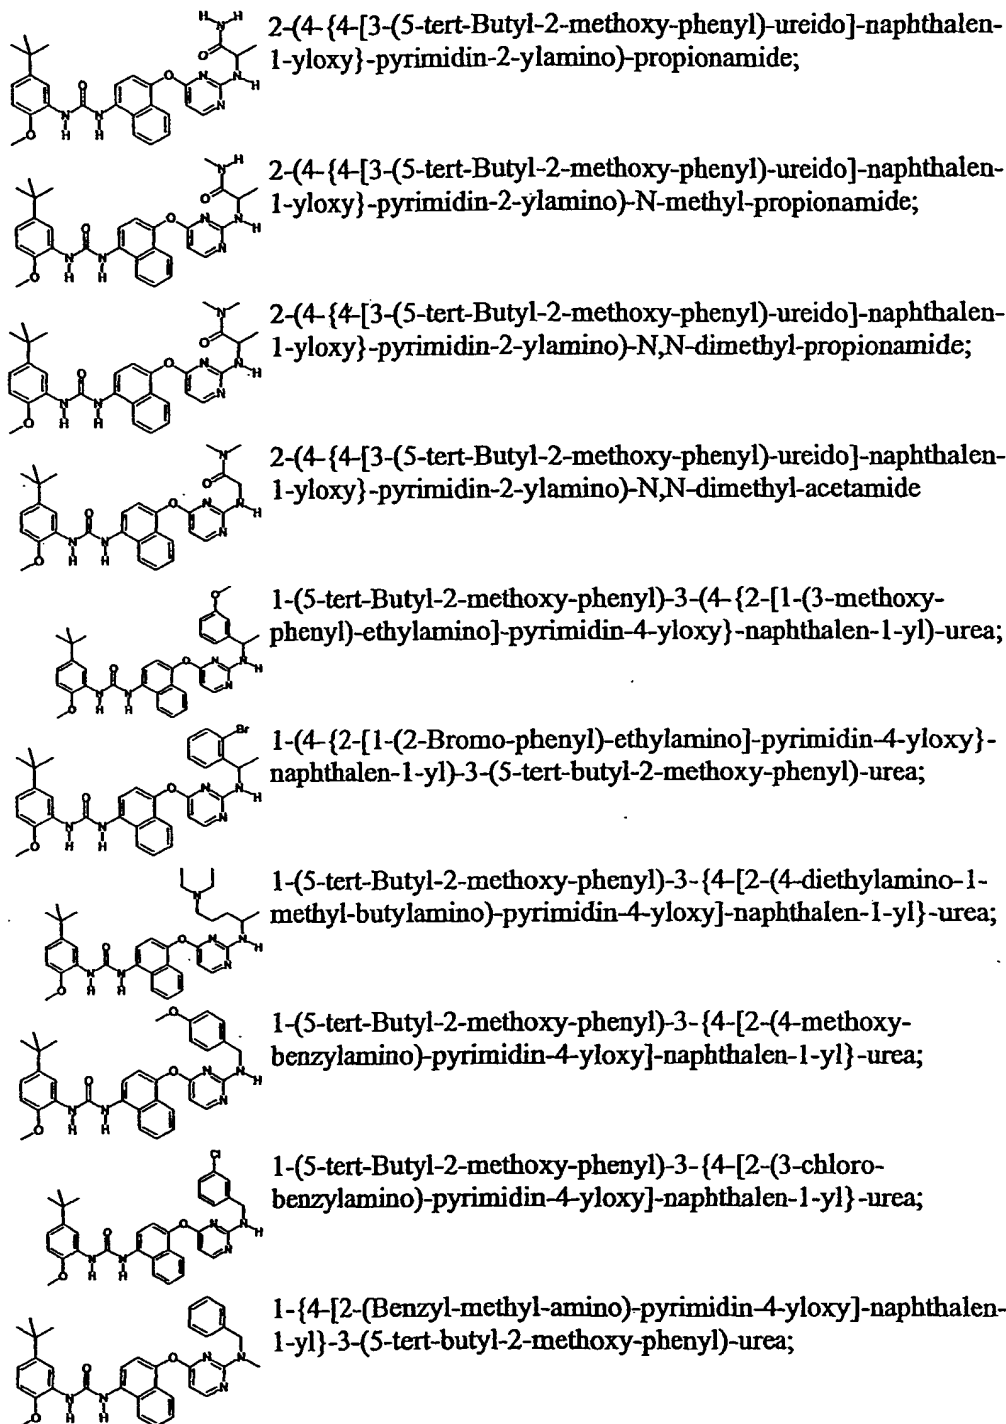 2-(4-{4-[3-(5-tert-Butyl-2-methoxy-phenyl)-ureido]-naphthalen-
1-yloxy}-pyrimidin-2-ylamino)-propionamide;
2-(4-{4-[3-(5-tert-Butyl-2-methoxy-phenyl)-ureido]-naphthalen-
1-yloxy}-pyrimidin-2-ylamino)-N-methyl-propionamide;
2-(4-{4-[3-(5-tert-Butyl-2-methoxy-phenyl)-ureido]-naphthalen-
1-yloxy}-pyrimidin-2-ylamino)-N,N-dimethyl-propionamide;
2-(4-{4-[3-(5-tert-Butyl-2-methoxy-phenyl)-ureido]-naphthalen-
1-yloxy}-pyrimidin-2-ylamino)-N,N-dimethyl-acetamide
1-(5-tert-Butyl-2-methoxy-phenyl)-3-(4-{2-[1-(3-methoxy-
phenyl)-ethylamino]-pyrimidin-4-yloxy}-naphthalen-1-yl)-urea;
1-(4-{2-[1-(2-Bromo-phenyl)-ethylamino]-pyrimidin-4-yloxy}-
naphthalen-1-yl)-3-(5-tert-butyl-2-methoxy-phenyl)-urea;
1-(5-tert-Butyl-2-methoxy-phenyl)-3-{4-[2-(4-diethylamino-1-
methyl-butylamino)-pyrimidin-4-yloxy]-naphthalen-1-yl}-urea;
1-(5-tert-Butyl-2-methoxy-phenyl)-3-{4-[2-(4-methoxy-
benzylamino)-pyrimidin-4-yloxy]-naphthalen-1-yl}-urea;
1-(5-tert-Butyl-2-methoxy-phenyl)-3-{4-[2-(3-chloro-
benzylamino)-pyrimidin-4-yloxy]-naphthalen-1-yl}-urea;
1-{4-[2-(Benzyl-methyl-amino)-pyrimidin-4-yloxy]-naphthalen-
1-yl}-3-(5-tert-butyl-2-methoxy-phenyl)-urea;